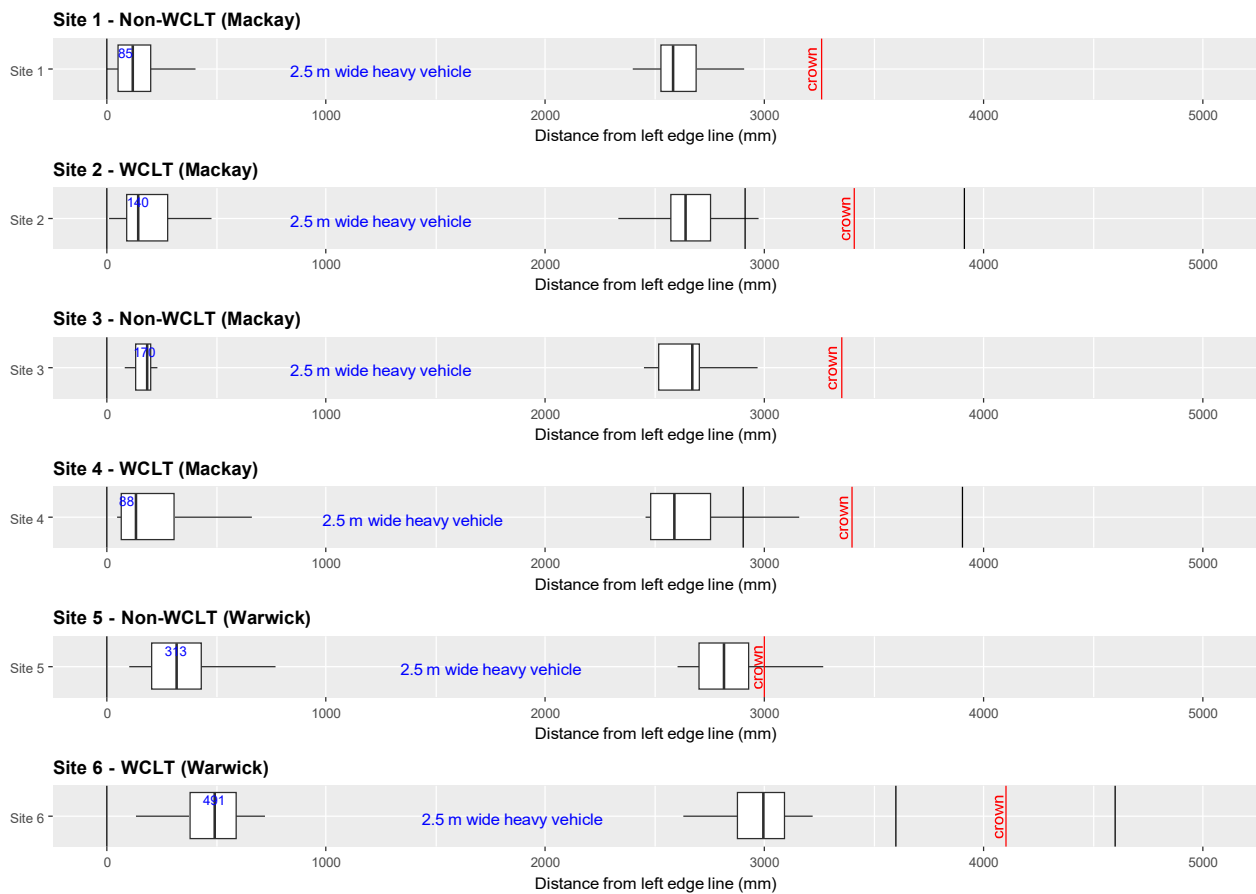 Site 1 - Non-WCLT (Mackay)
Site 1 85 2.5 m wide heavy vehicle crown
0 1000 2000 3000 4000 5000
Distance from left edge line (mm)
Site 2 - WCLT (Mackay)
Site 2 140 2.5 m wide heavy vehicle crown
0 1000 2000 3000 4000 5000
Distance from left edge line (mm)
Site 3 - Non-WCLT (Mackay)
Site 3 170 2.5 m wide heavy vehicle crown
0 1000 2000 3000 4000 5000
Distance from left edge line (mm)
Site 4 - WCLT (Mackay)
Site 4 88 2.5 m wide heavy vehicle crown
0 1000 2000 3000 4000 5000
Distance from left edge line (mm)
Site 5 - Non-WCLT (Warwick)
Site 5 313 2.5 m wide heavy vehicle crown
0 1000 2000 3000 4000 5000
Distance from left edge line (mm)
Site 6 - WCLT (Warwick)
Site 6 491 2.5 m wide heavy vehicle crown
0 1000 2000 3000 4000 5000
Distance from left edge line (mm)